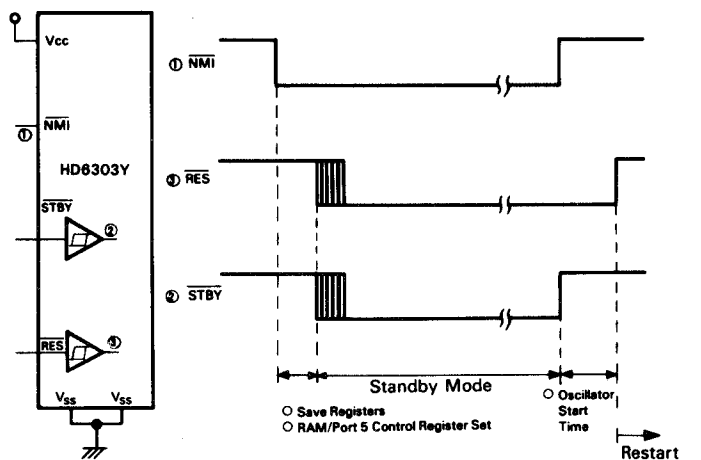 Vcc
① NMI
① NMI
HD6303Y
③ RES
STBY
②
② STBY
RES
③
Vss Vss
Standby Mode
○ Save Registers
○ RAM/Port 5 Control Register Set
○ Oscillator
Start
Time
Restart